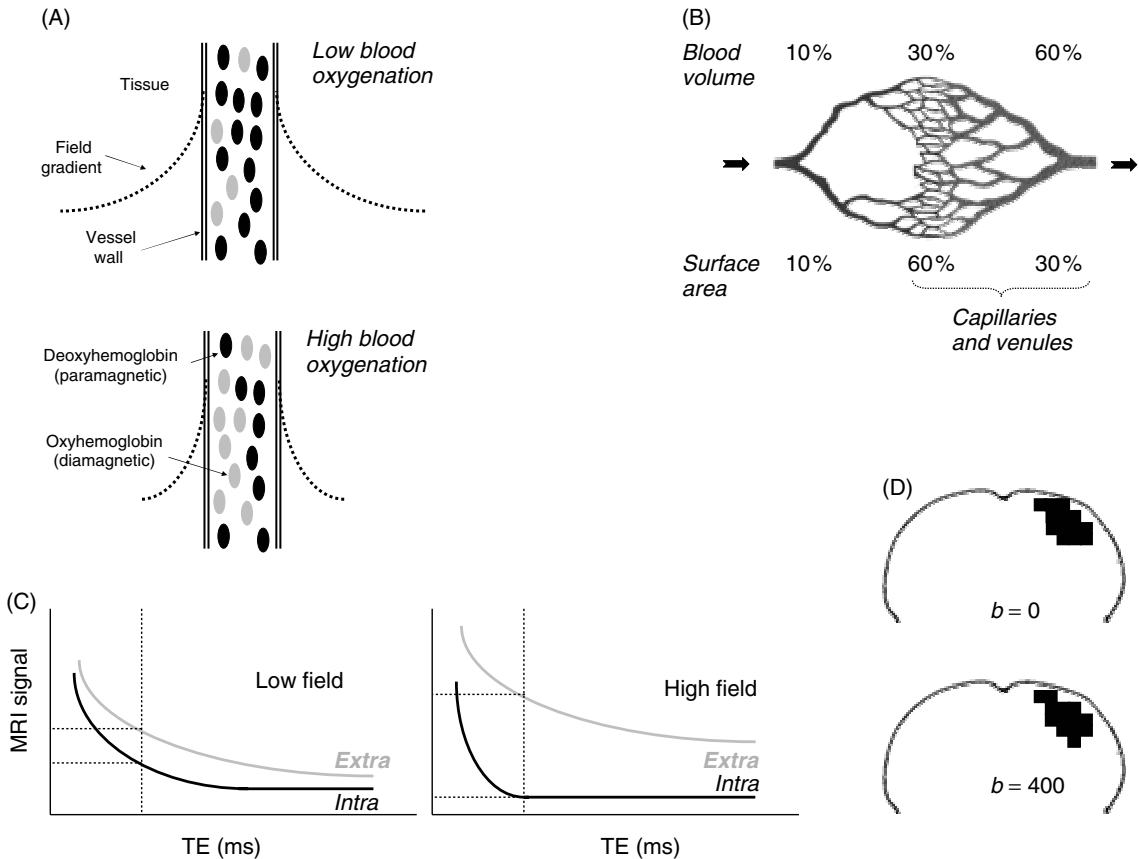 (A)
Low blood
oxygenation
Tissue
Field
gradient
Vessel
wall
High blood
oxygenation
Deoxyhemoglobin
(paramagnetic)
Oxyhemoglobin
(diamagnetic)
(B)
Blood
volume
10% 30% 60%
Surface
area
10% 60% 30%
Capillaries
and venules
(C)
MRI signal
Low field
Extra
Intra
TE (ms)
High field
Extra
Intra
TE (ms)
(D)
b = 0
b = 400